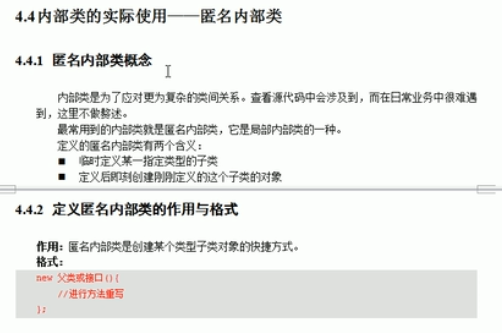 4.4内部类的实际使用——匿名内部类
4.4.1 匿名内部类概念
内部类是为了应对更为复杂的类间关系。查看源代码中会涉及到，而在日常业务中很难遇
到，这里不做赘述。
最常用到的内部类就是匿名内部类，它是局部内部类的一种。
定义的匿名内部类有两个含义：
■ 临时定义某一指定类型的子类
■ 定义后即刻创建刚刚定义的这个子类的对象
4.4.2 定义匿名内部类的作用与格式
作用：匿名内部类是创建某个类型子类对象的快捷方式。
格式：
new 父类或接口(){
//进行方法重写
};